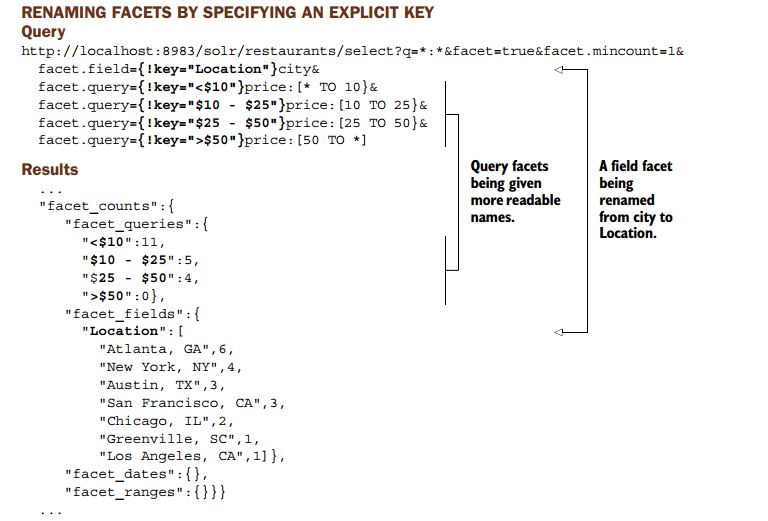 RENAMING FACETS BY SPECIFYING AN EXPLICIT KEY
Query
http://localhost:8983/solr/restaurants/select?q=*:*&facet=true&facet.mincount=1&
facet.field={!key="Location"}city&
facet.query={!key="<$10"}price:[* TO 10}&
facet.query={!key="$10 - $25"}price:[10 TO 25}&
facet.query={!key="$25 - $50"}price:[25 TO 50}&
facet.query={!key=">$50"}price:[50 TO *]
Query facets
being given
more readable
names.
A field facet
being
renamed
from city to
Location.
Results
...
"facet_counts":{
"facet_queries":{
"<$10":11,
"$10 - $25":5,
"$25 - $50":4,
">$50":0},
"facet_fields":{
"Location":[
"Atlanta, GA",6,
"New York, NY",4,
"Austin, TX",3,
"San Francisco, CA",3,
"Chicago, IL",2,
"Greenville, SC",1,
"Los Angeles, CA",1]},
"facet_dates":{},
"facet_ranges":{}}}
...